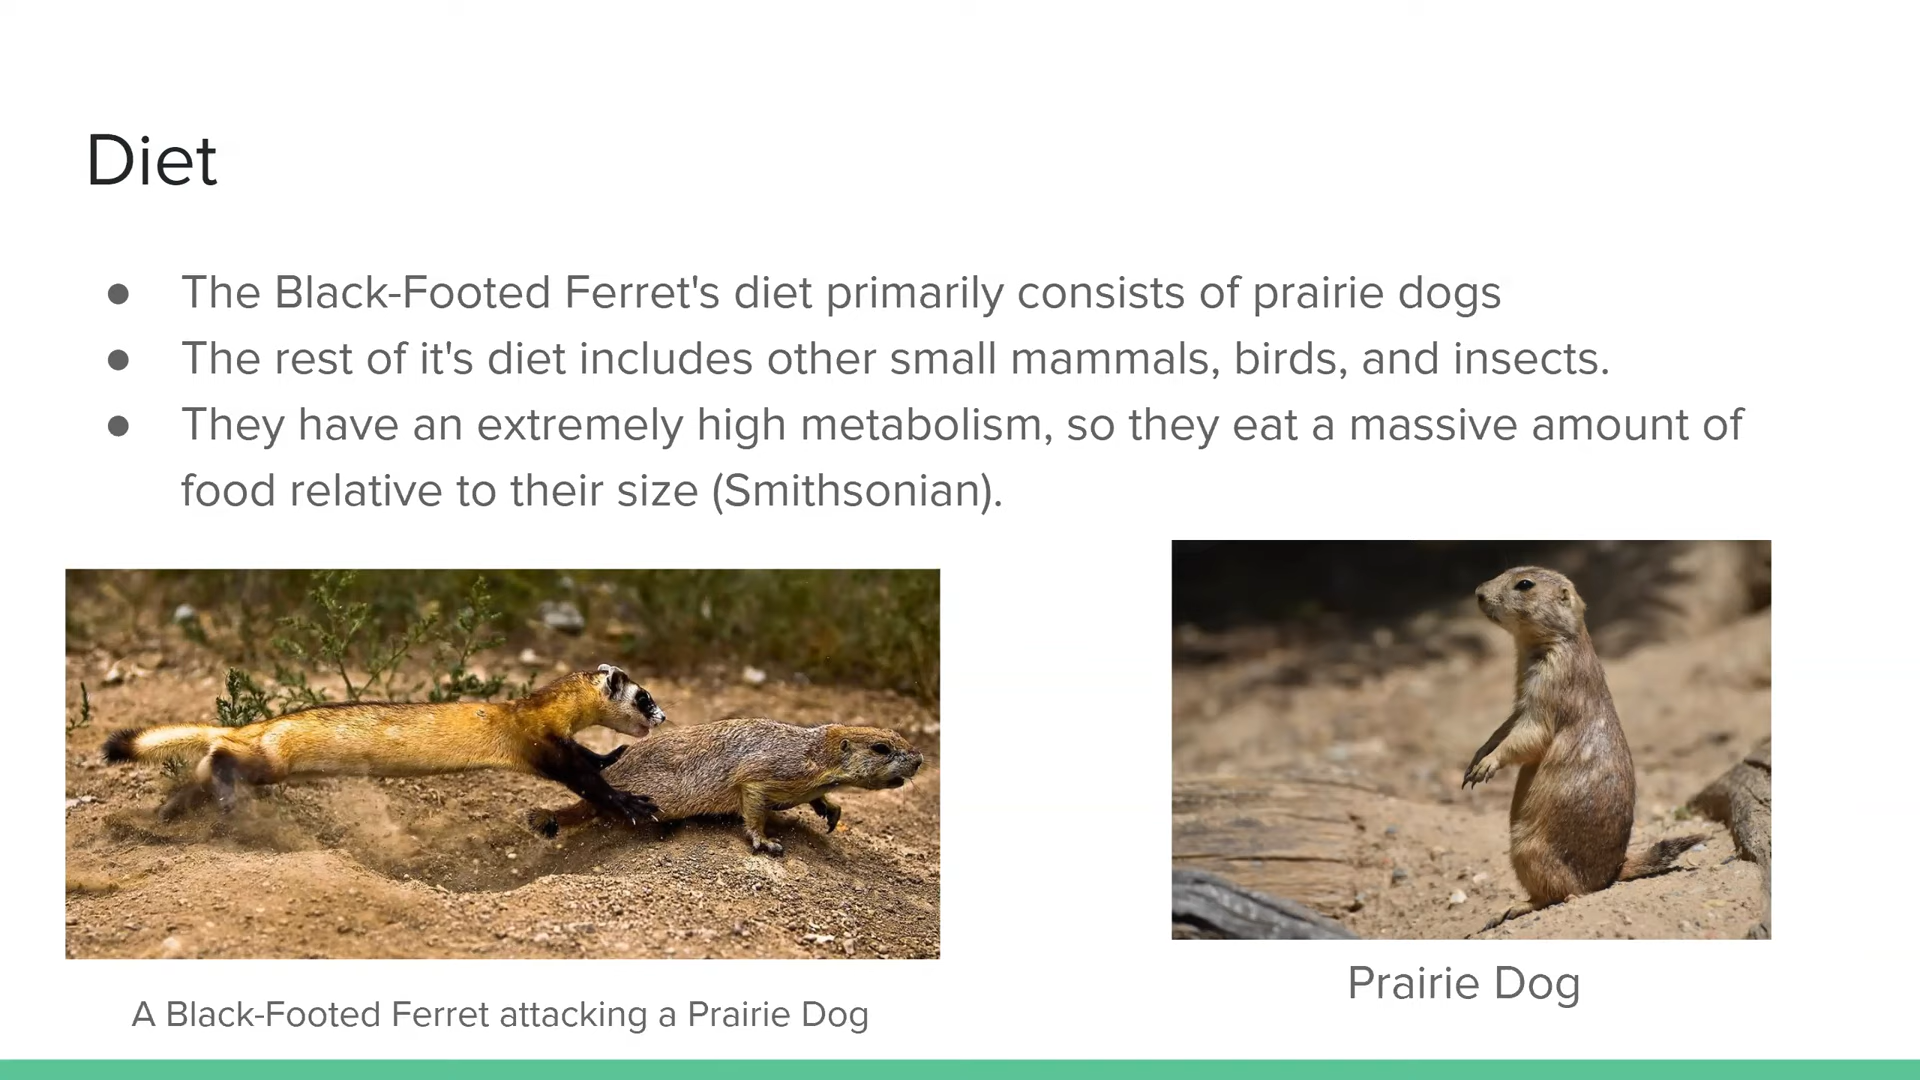 Diet
● The Black-Footed Ferret's diet primarily consists of prairie dogs
● The rest of it's diet includes other small mammals, birds, and insects.
● They have an extremely high metabolism, so they eat a massive amount of
food relative to their size (Smithsonian).
A Black-Footed Ferret attacking a Prairie Dog
Prairie Dog